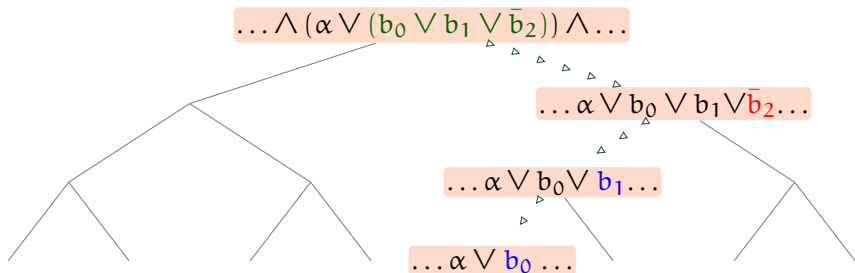 ... ∧ (α ∨ (b₀ ∨ b₁ ∨ b̄₂)) ∧ ...
... α ∨ b₀ ∨ b₁ ∨ b̄₂ ...
... α ∨ b₀ ∨ b₁ ...
... α ∨ b₀ ...